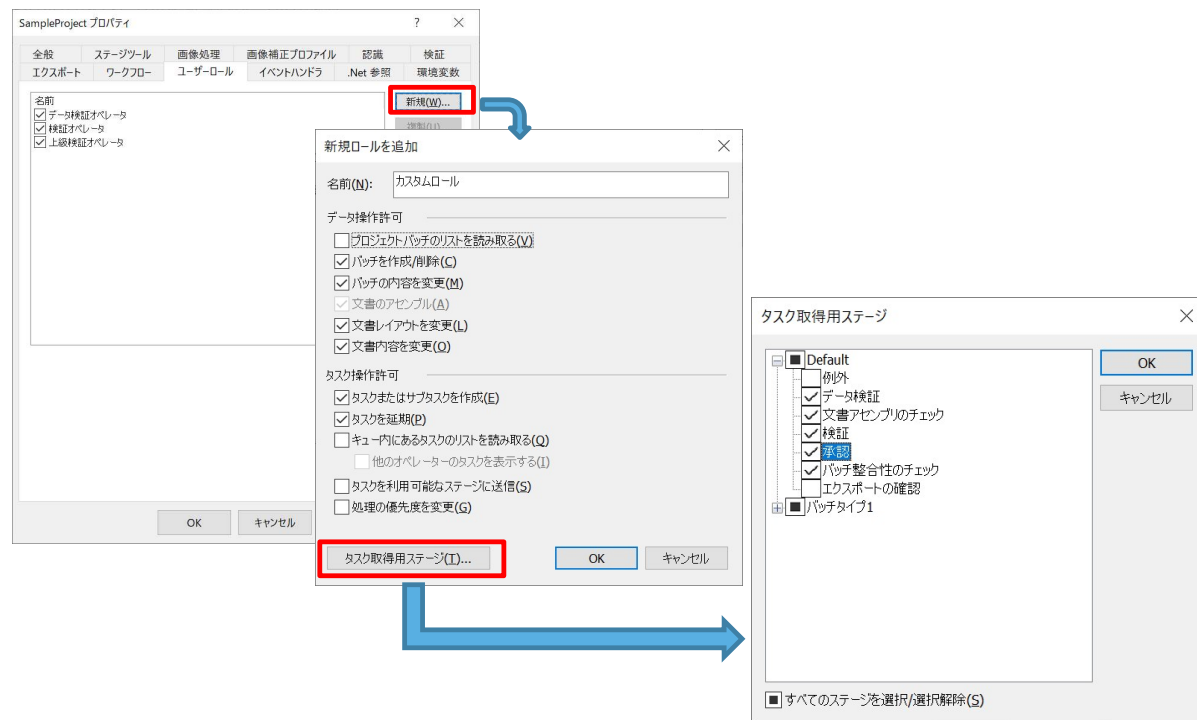 SampleProject プロパティ
?
全般 ステージツール 画像処理 画像補正プロファイル 認識 検証
エクスポート ワークフロー ユーザーロール イベントハンドラ .Net 参照 環境変数
名前
データ検証オペレータ
検証オペレータ
上級検証オペレータ
新規(W)...
複製(U)...
OK キャンセル
新規ロールを追加
名前(N): カスタムロール
データ操作許可
プロジェクトバッチのリストを読み取る(V)
バッチを作成/削除(C)
バッチの内容を変更(M)
文書のアセンブル(A)
文書レイアウトを変更(L)
文書内容を変更(O)
タスク操作許可
タスクまたはサブタスクを作成(E)
タスクを延期(P)
キュー内にあるタスクのリストを読み取る(Q)
他のオペレーターのタスクを表示する(I)
タスクを利用可能なステージに送信(S)
処理の優先度を変更(G)
タスク取得用ステージ(T)... OK キャンセル
タスク取得用ステージ
Default
例外
データ検証
文書アセンブリのチェック
検証
承認
バッチ整合性のチェック
エクスポートの確認
バッチタイプ1
OK
キャンセル
すべてのステージを選択/選択解除(S)